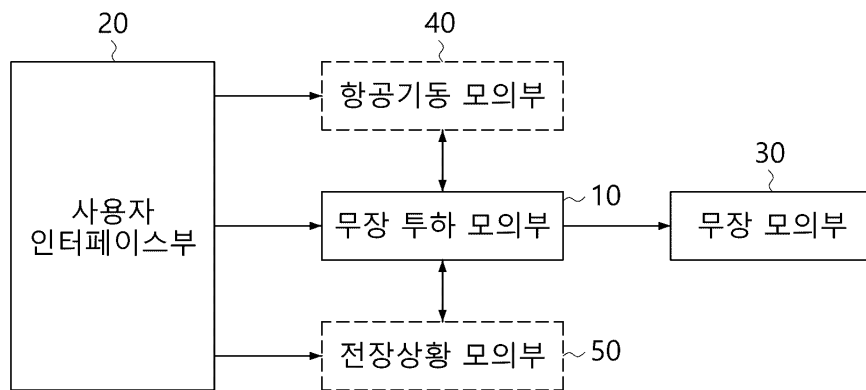 20
40
항공기동 모의부
사용자
인터페이스부
10
무장 투하 모의부
30
무장 모의부
전장상황 모의부
50